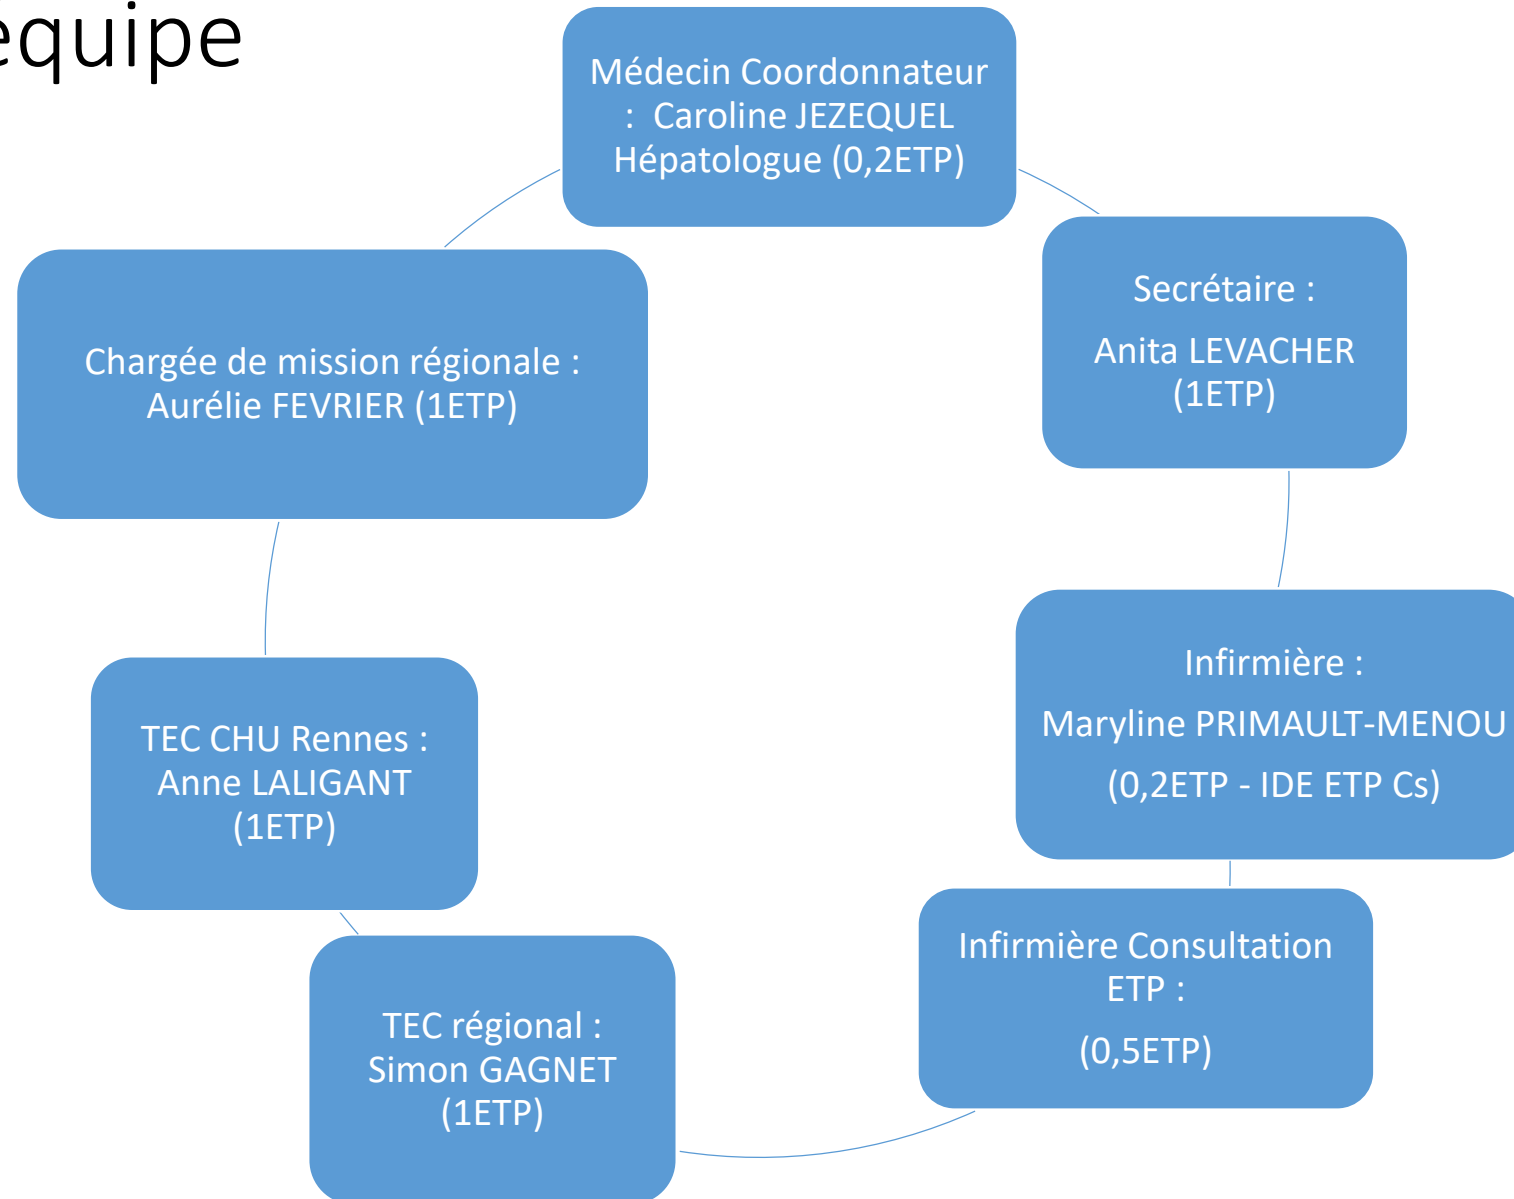 équipe
Médecin Coordonnateur
: Caroline JEZEQUEL
Hépatologue (0,2ETP)
Secrétaire :
Anita LEVACHER
(1ETP)
Infirmière :
Maryline PRIMAULT-MENOU
(0,2ETP - IDE ETP Cs)
Infirmière Consultation
ETP :
(0,5ETP)
TEC régional :
Simon GAGNET
(1ETP)
TEC CHU Rennes :
Anne LALIGANT
(1ETP)
Chargée de mission régionale :
Aurélie FEVRIER (1ETP)